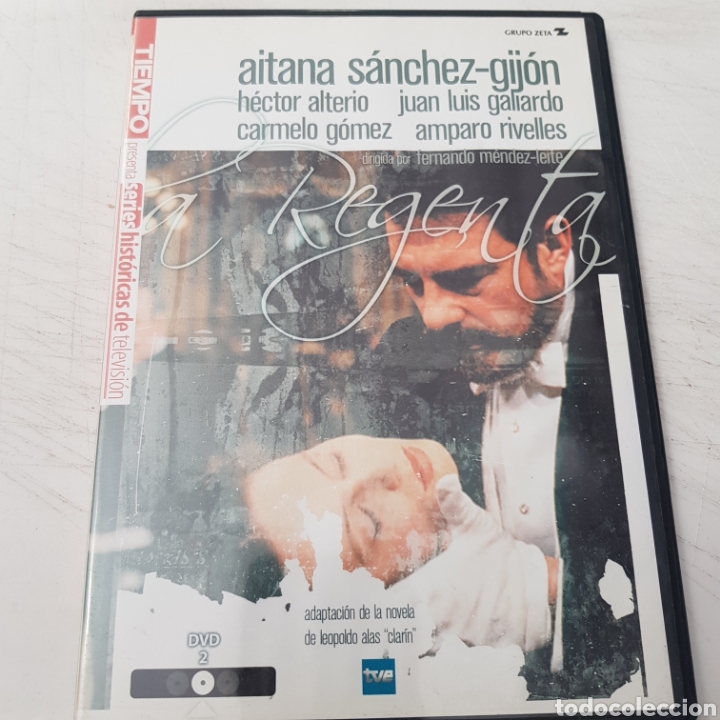 GRUPO ZETA
aitana sánchez-gijón
héctor alterio juan luis galiardo
carmelo gómez amparo rivelles
dirigida por fernando méndez-leite
La Regenta
TIEMPO presenta series históricas de televisión
adaptación de la novela
de leopoldo alas "clarín"
DVD
2
tve
todocoleccion